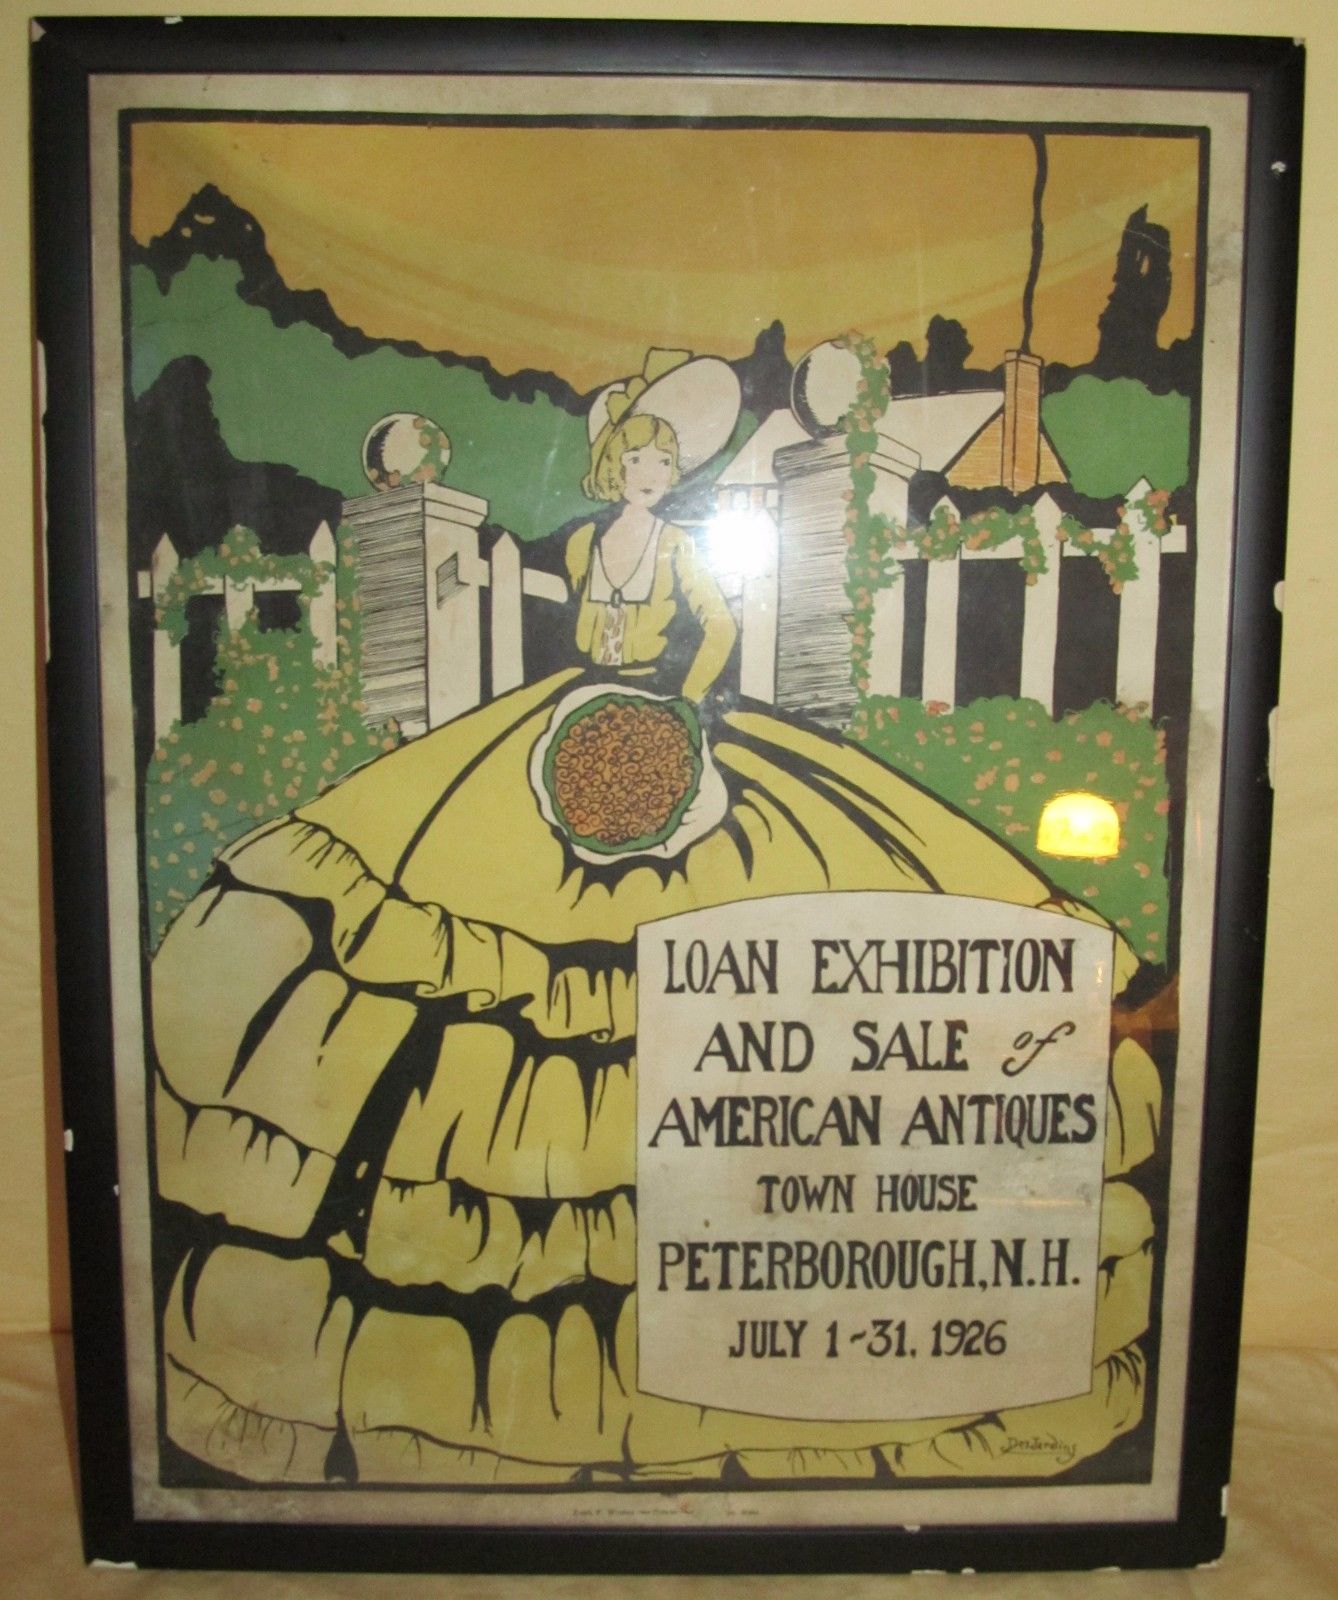 LOAN EXHIBITION
AND SALE of
AMERICAN ANTIQUES
TOWN HOUSE
PETERBOROUGH, N.H.
JULY 1-31, 1926
DesJardins